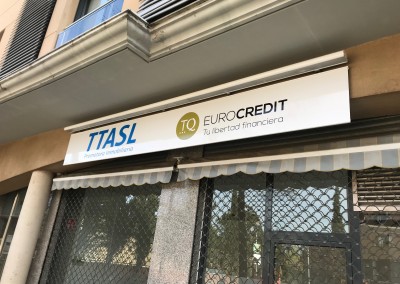 TTASL
TQ
EUROCREDIT
Tu libertad financiera